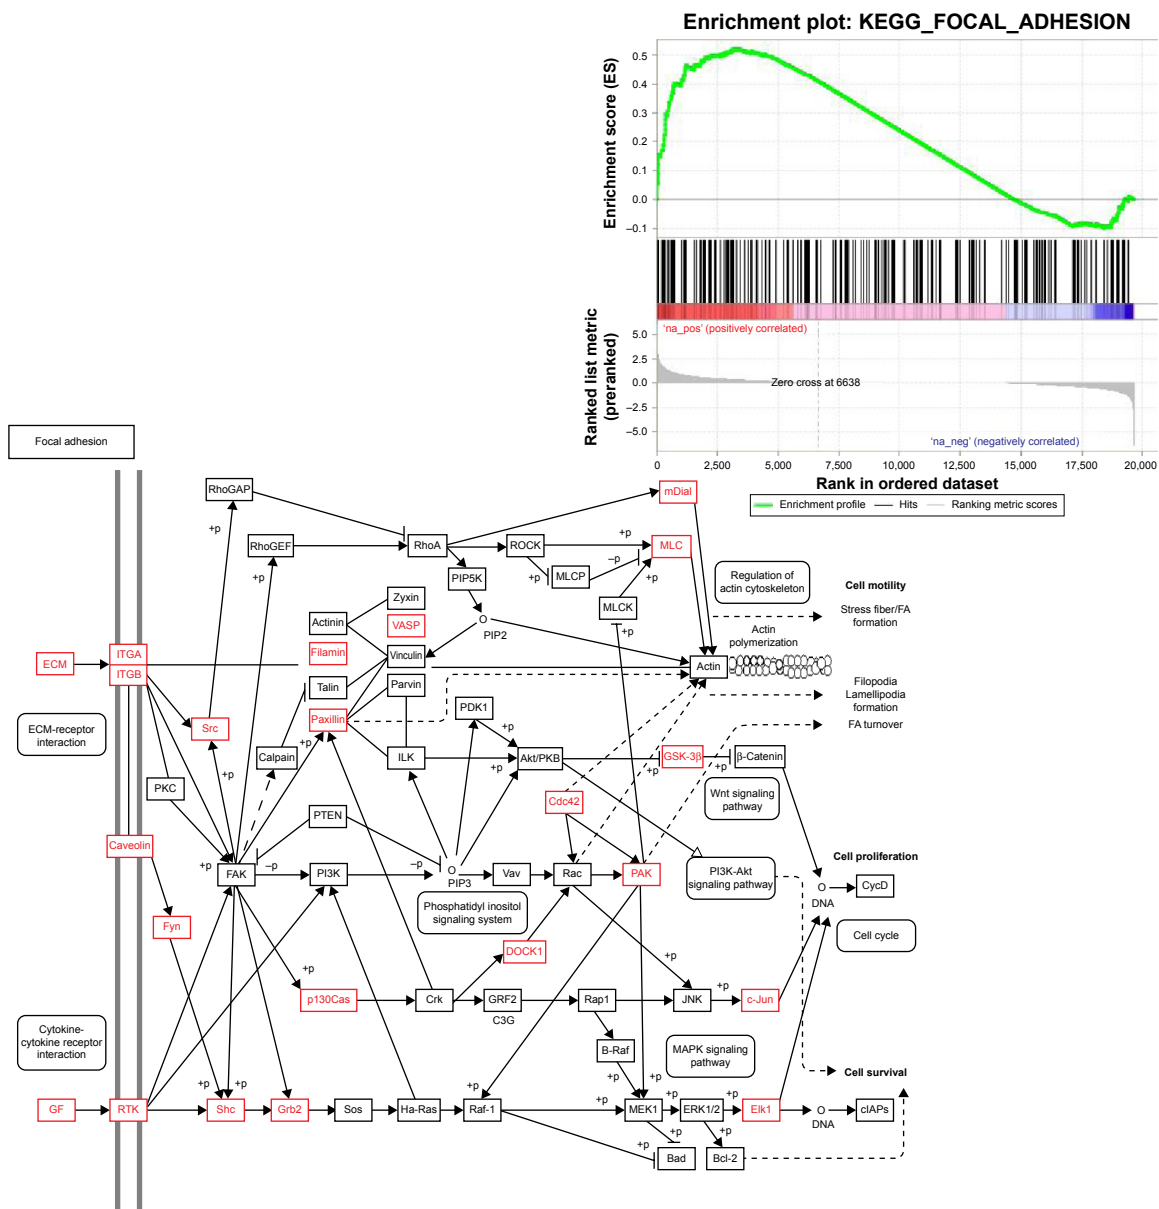 Enrichment plot: KEGG_FOCAL_ADHESION
Enrichment score (ES)
0.5
0.4
0.3
0.2
0.1
0.0
–0.1
'na_pos' (positively correlated)
Ranked list metric
(preranked)
5.0
2.5
0.0
–2.5
–5.0
Zero cross at 6638
'na_neg' (negatively correlated)
0
2,500
5,000
7,500
10,000
12,500
15,000
17,500
20,000
Rank in ordered dataset
Enrichment profile
Hits
Ranking metric scores
Focal adhesion
RhoGAP
mDial
+p
RhoGEF
RhoA
ROCK
+p
MLC
+p
–p
+p
MLCP
+p
PIP5K
MLCK
+p
Regulation of
actin cytoskeleton
Cell motility
Stress fiber/FA
formation
Zyxin
Actinin
VASP
O
PIP2
Actin
polymerization
ECM
ITGA
ITGB
Filamin
Vinculin
Actin
Talin
Parvin
Filopodia
Lamellipodia
formation
ECM-receptor
interaction
Src
Paxillin
PDK1
FA turnover
+p
+p
Calpain
ILK
+p
+p
Akt/PKB
+p
GSK-3β
β-Catenin
+p
PKC
Wnt signaling
pathway
Cdc42
PTEN
Caveolin
+p
FAK
–p
PI3K
–p
O
PIP3
Vav
Rac
PAK
PI3K-Akt
signaling pathway
Cell proliferation
O
DNA
CycD
Phosphatidyl inositol
signaling system
Fyn
DOCK1
Cell cycle
+p
p130Cas
Crk
GRF2
C3G
Rap1
JNK
+p
c-Jun
Cytokine-
cytokine receptor
interaction
B-Raf
MAPK signaling
pathway
+p
+p
Cell survival
+p
+p
+p
GF
RTK
Shc
Grb2
Sos
Ha-Ras
Raf-1
+p
MEK1
+p
ERK1/2
+p
Elk1
O
DNA
cIAPs
+p
+p
+p
Bad
Bcl-2